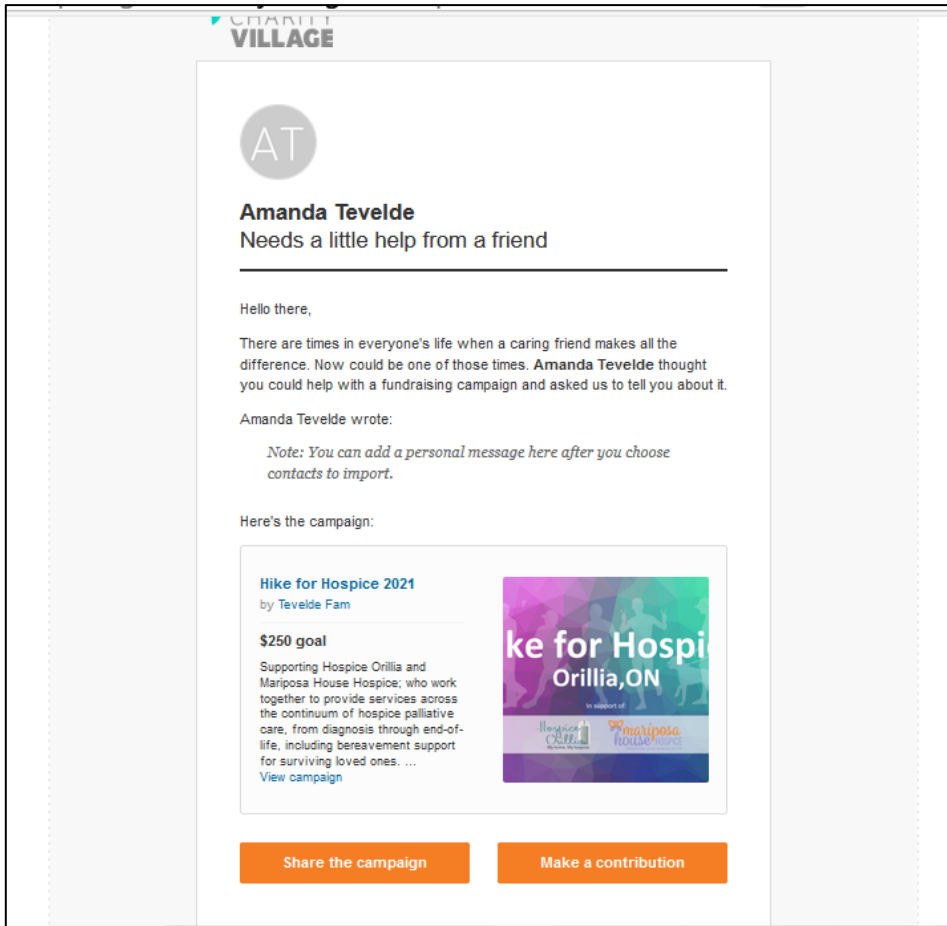 CHARITY
VILLAGE
AT
Amanda Tevelde
Needs a little help from a friend
Hello there,
There are times in everyone's life when a caring friend makes all the
difference. Now could be one of those times. Amanda Tevelde thought
you could help with a fundraising campaign and asked us to tell you about it.
Amanda Tevelde wrote:
Note: You can add a personal message here after you choose
contacts to import.
Here's the campaign:
Hike for Hospice 2021
by Tevelde Fam
$250 goal
Supporting Hospice Orillia and
Mariposa House Hospice; who work
together to provide services across
the continuum of hospice palliative
care, from diagnosis through end-of-
life, including bereavement support
for surviving loved ones. ...
View campaign
ke for Hospi
Orillia,ON
In support of:
Hospice
Orillia
mariposa
house HOSPICE
Share the campaign
Make a contribution